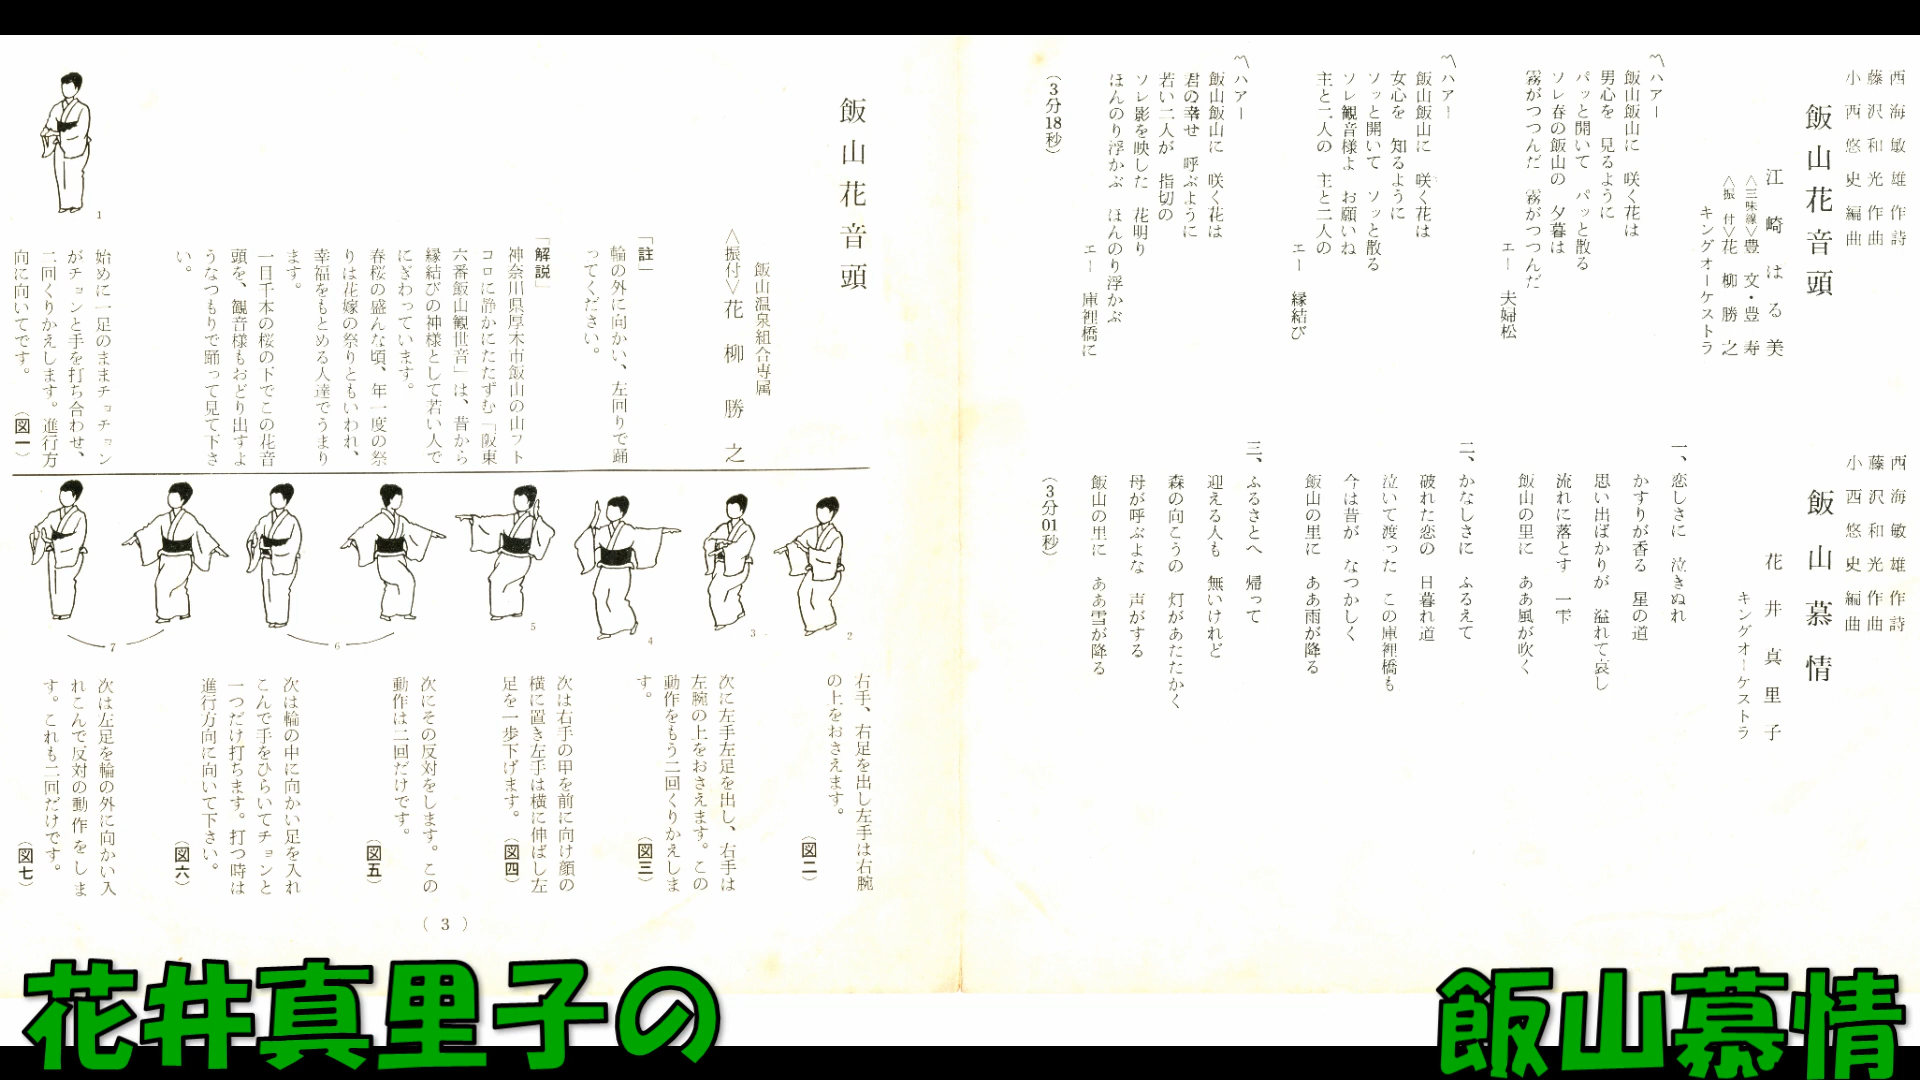 西海敏雄作詩
藤沢和光作曲
小西悠史編曲
飯山花音頭
江崎はる美
〈三味線〉豊文・豊寿
〈振付〉花柳勝之
キングオーケストラ
〽ハアー
飯山飯山に 咲く花は
男心を 見るように
パッと開いて パッと散る
ソレ春の飯山の 夕暮は
霧がつつんだ 霧がつつんだ
エー 夫婦松
〽ハアー
飯山飯山に 咲く花は
女心を 知るように
ソッと開いて ソッと散る
ソレ観音様よ お願いね
主と二人の 主と二人の
エー 縁結び
〽ハアー
飯山飯山に 咲く花は
君の幸せ 呼ぶように
若い二人が 指切の
ソレ影を映した 花明り
ほんのり浮かぶ ほんのり浮かぶ
エー 庫裡橋に
(3分18秒)
西海敏雄作詩
藤沢和光作曲
小西悠史編曲
飯山慕情
花井真里子
キングオーケストラ
一、恋しさに 泣きぬれ
かすりが香る 星の道
思い出ばかりが 溢れて哀し
流れに落とす 一雫
飯山の里に ああ風が吹く
二、かなしさに ふるえて
破れた恋の 日暮れ道
泣いて渡った この庫裡橋も
今は昔が なつかしく
飯山の里に ああ雨が降る
三、ふるさとへ 帰って
迎える人も 無いけれど
森の向こうの 灯があたたかく
母が呼ぶよな 声がする
飯山の里に ああ雪が降る
(3分01秒)
飯山花音頭
飯山温泉組合専属
〈振付〉花柳勝之
「註」
輪の外に向かい、左回りで踊
ってください。
「解説」
神奈川県厚木市飯山の山フト
コロに静かにたたずむ「阪東
六番飯山観世音」は、昔から
縁結びの神様として若い人で
にぎわっています。
春桜の盛んな頃、年一度の祭
りは花嫁の祭りともいわれ、
幸福をもとめる人達でうまり
ます。
一日千本の桜の下でこの花音
頭を、観音様もおどり出すよ
うなつもりで踊って見て下さ
い。
始めに一足のままチョチョン
がチョンと手を打ち合わせ、
二回くりかえします。進行方
向に向いてです。 (図一)
1
2
3
4
5
6
7
右手、右足を出し左手は右腕
の上をおさえます。 (図二)
次に左手左足を出し、右手は
左腕の上をおさえます。この
動作をもう二回くりかえしま
す。 (図三)
次は右手の甲を前に向け顔の
横に置き左手は横に伸ばし左
足を一歩下げます。 (図四)
次にその反対をします。この
動作は二回だけです。 (図五)
次は輪の中に向かい足を入れ
こんで手をひらいてチョンと
一つだけ打ちます。打つ時は
進行方向に向いて下さい。 (図六)
次は左足を輪の外に向かい入
れこんで反対の動作をしま
す。これも二回だけです。 (図七)
(3)
花井真里子の
飯山慕情